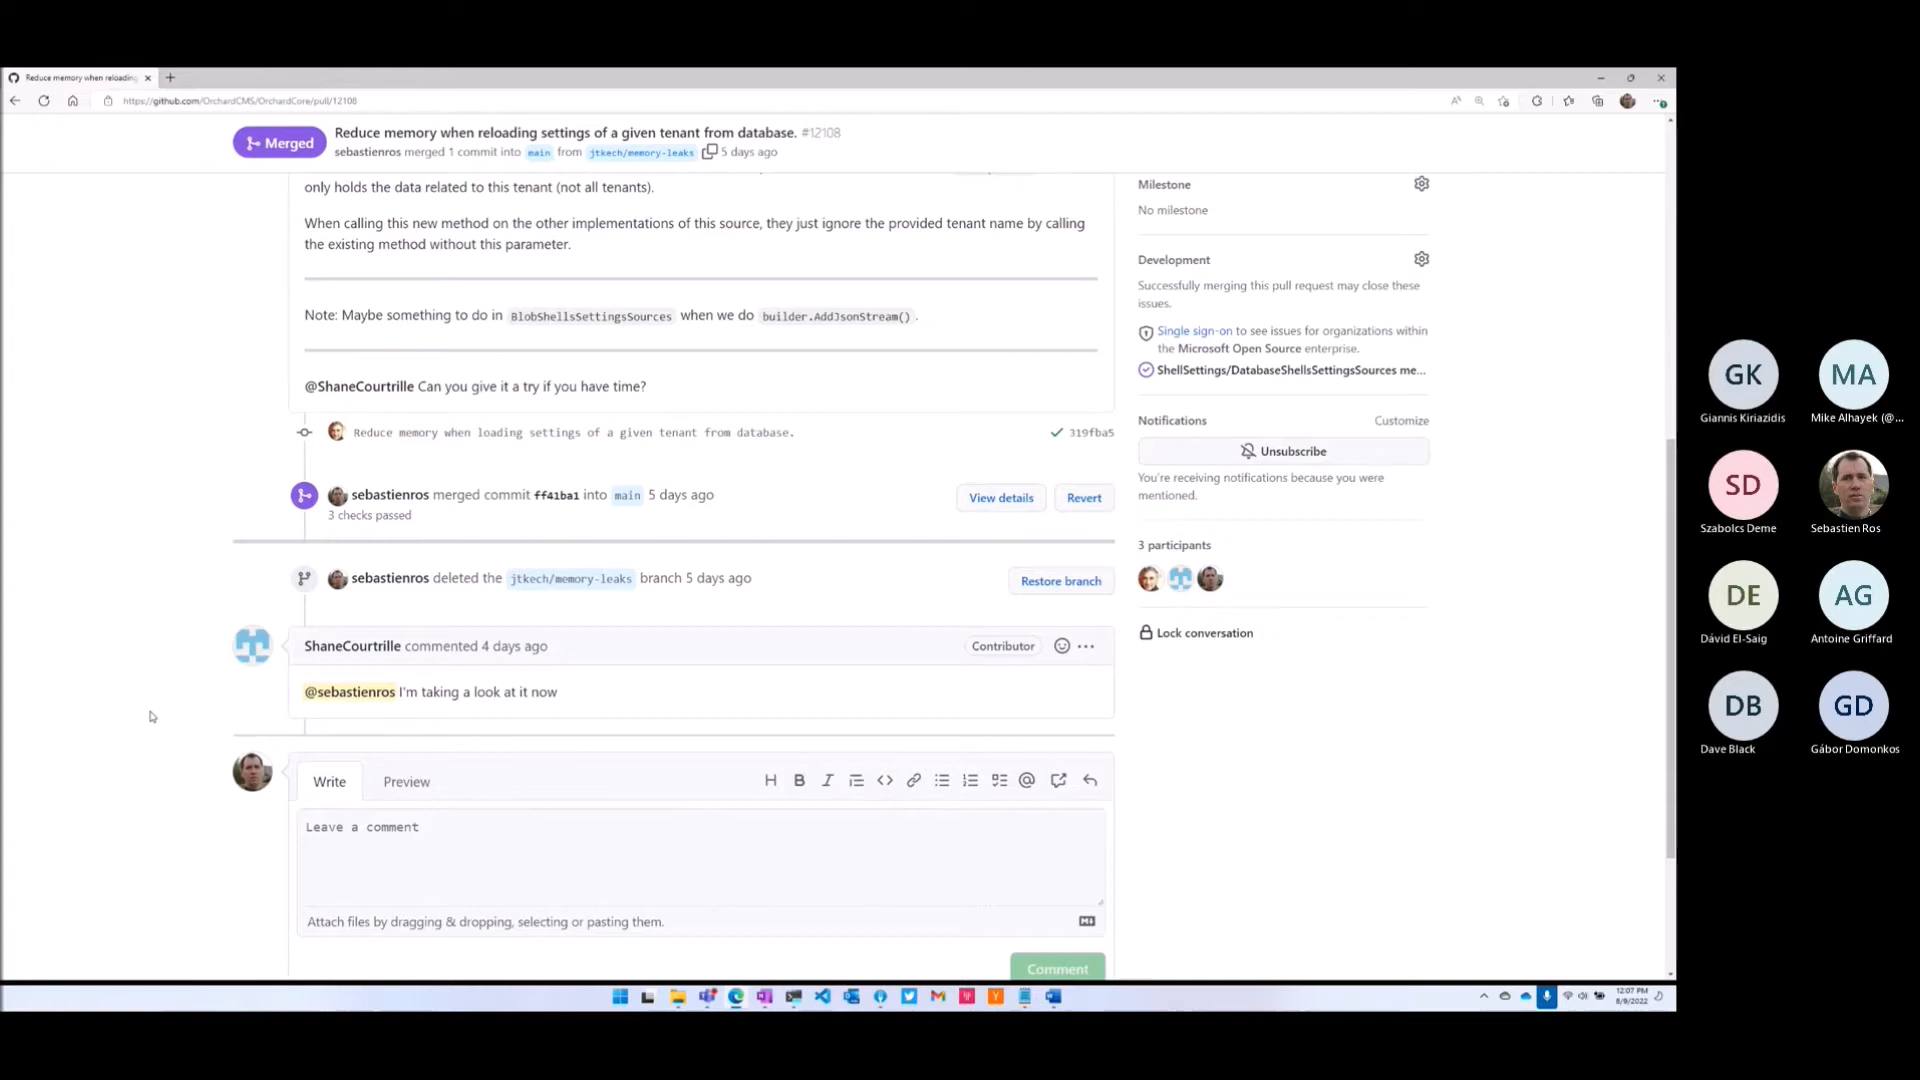 Reduce memory when reloading
https://github.com/OrchardCMS/OrchardCore/pull/12108
Merged
Reduce memory when reloading settings of a given tenant from database. #12108
sebastienros merged 1 commit into main from jtkech/memory-leaks 5 days ago
only holds the data related to this tenant (not all tenants).
When calling this new method on the other implementations of this source, they just ignore the provided tenant name by calling
the existing method without this parameter.
Note: Maybe something to do in BlobShellsSettingsSources when we do builder.AddJsonStream().
@ShaneCourtrille Can you give it a try if you have time?
Reduce memory when loading settings of a given tenant from database. 319fba5
sebastienros merged commit ff41ba1 into main 5 days ago
3 checks passed
View details
Revert
sebastienros deleted the jtkech/memory-leaks branch 5 days ago
Restore branch
ShaneCourtrille commented 4 days ago
Contributor
@sebastienros I'm taking a look at it now
Write
Preview
Leave a comment
Attach files by dragging & dropping, selecting or pasting them.
Comment
Milestone
No milestone
Development
Successfully merging this pull request may close these
issues.
Single sign-on to see issues for organizations within
the Microsoft Open Source enterprise.
ShellSettings/DatabaseShellsSettingsSources me...
Notifications
Customize
Unsubscribe
You're receiving notifications because you were
mentioned.
3 participants
Lock conversation
12:07 PM
8/9/2022
GK
Giannis Kiriazidis
MA
Mike Alhayek (@...
SD
Szabolcs Deme
Sebastien Ros
DE
Dávid El-Saig
AG
Antoine Griffard
DB
Dave Black
GD
Gábor Domonkos